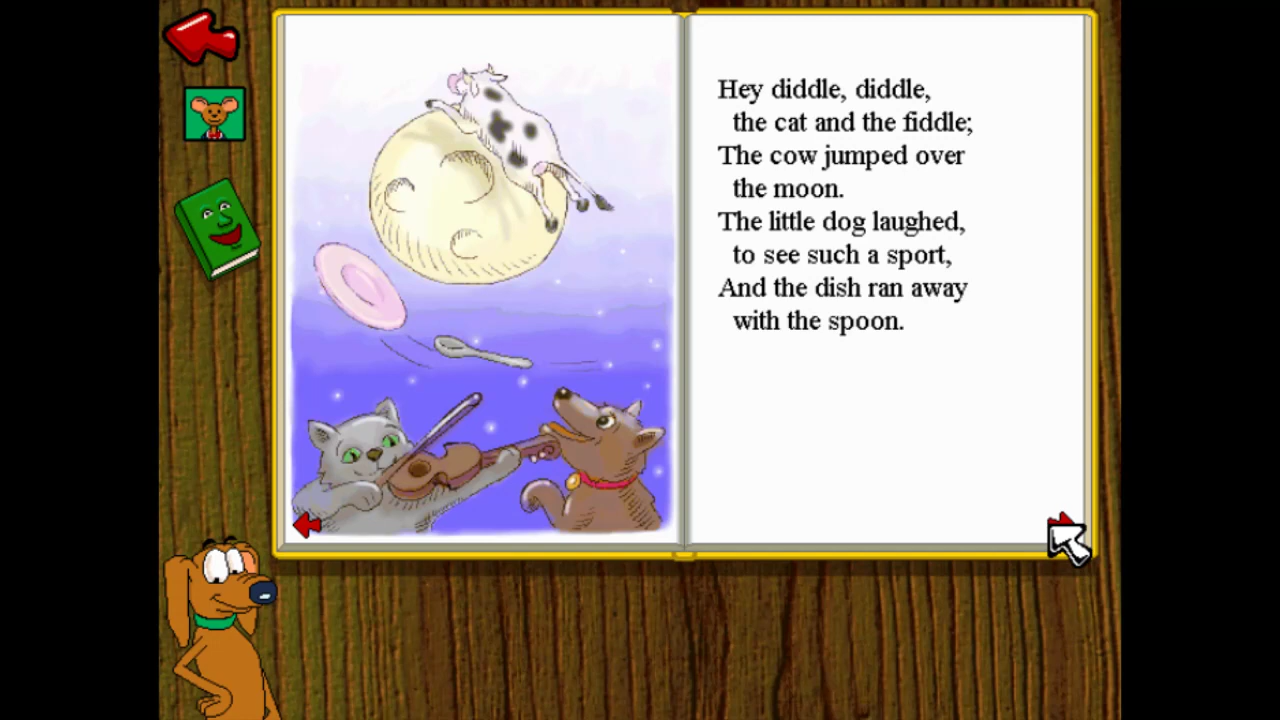 Hey diddle, diddle,
the cat and the fiddle;
The cow jumped over
the moon.
The little dog laughed,
to see such a sport,
And the dish ran away
with the spoon.